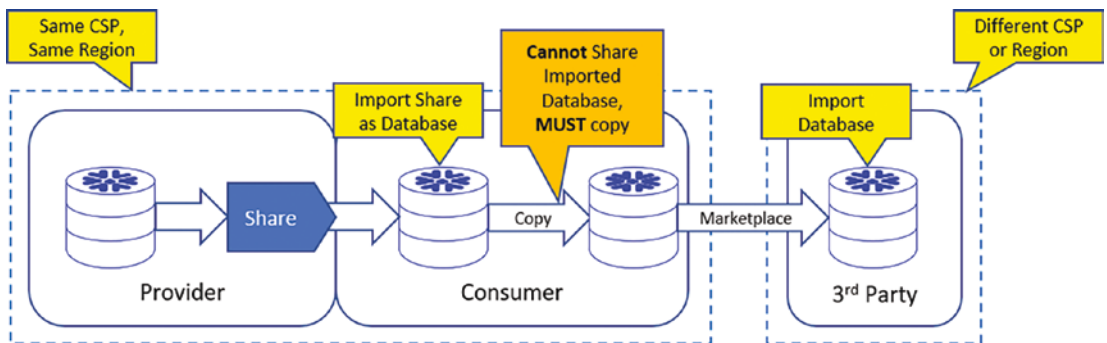 Same CSP,
Same Region
Cannot Share
Imported
Database,
MUST copy
Different CSP
or Region
Import Share
as Database
Import
Database
Share
Copy
Marketplace
Provider
Consumer
3rd Party